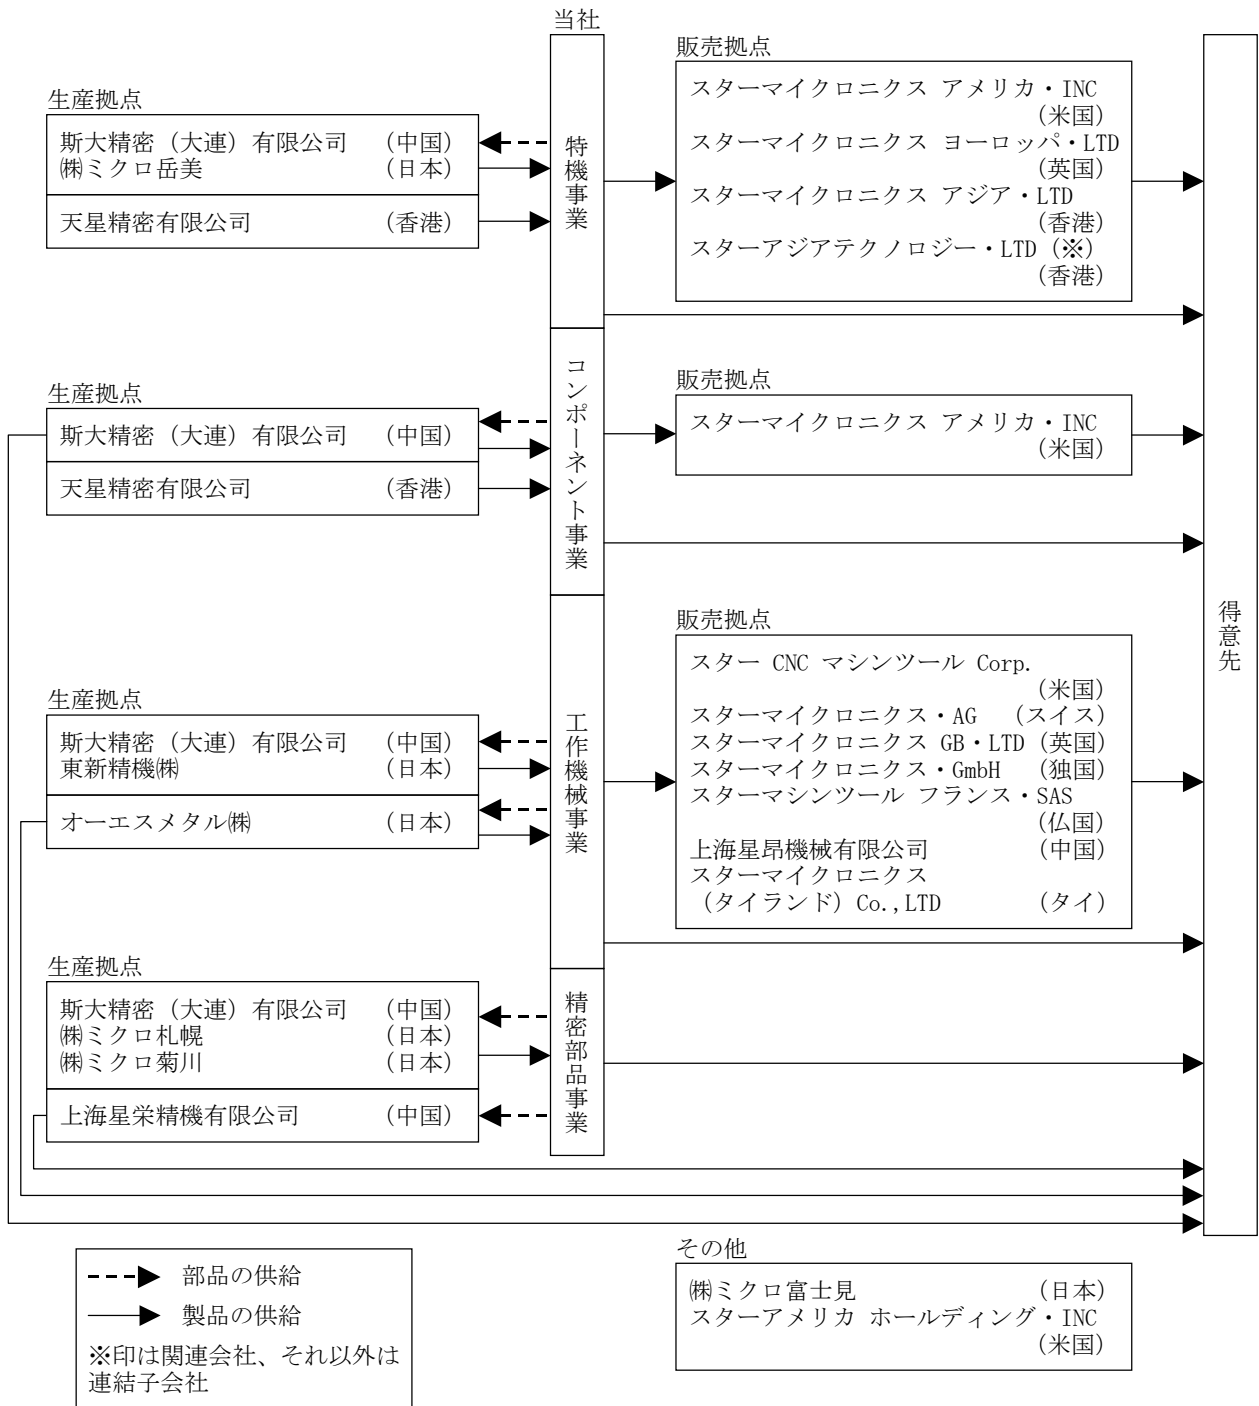 当社
生産拠点
斯大精密（大連）有限公司 （中国）
㈱ミクロ岳美 （日本）
天星精密有限公司 （香港）
特機事業
販売拠点
スターマイクロニクス アメリカ・INC
（米国）
スターマイクロニクス ヨーロッパ・LTD
（英国）
スターマイクロニクス アジア・LTD
（香港）
スターアジアテクノロジー・LTD（※）
（香港）
生産拠点
斯大精密（大連）有限公司 （中国）
天星精密有限公司 （香港）
コンポーネント事業
販売拠点
スターマイクロニクス アメリカ・INC
（米国）
得意先
生産拠点
斯大精密（大連）有限公司 （中国）
東新精機㈱ （日本）
オーエスメタル㈱ （日本）
工作機械事業
販売拠点
スター CNC マシンツール Corp.
（米国）
スターマイクロニクス・AG （スイス）
スターマイクロニクス GB・LTD（英国）
スターマイクロニクス・GmbH （独国）
スターマシンツール フランス・SAS
（仏国）
上海星昂機械有限公司 （中国）
スターマイクロニクス
（タイランド）Co.,LTD （タイ）
生産拠点
斯大精密（大連）有限公司 （中国）
㈱ミクロ札幌 （日本）
㈱ミクロ菊川 （日本）
上海星栄精機有限公司 （中国）
精密部品事業
部品の供給
製品の供給
※印は関連会社、それ以外は
連結子会社
その他
㈱ミクロ富士見 （日本）
スターアメリカ ホールディング・INC
（米国）